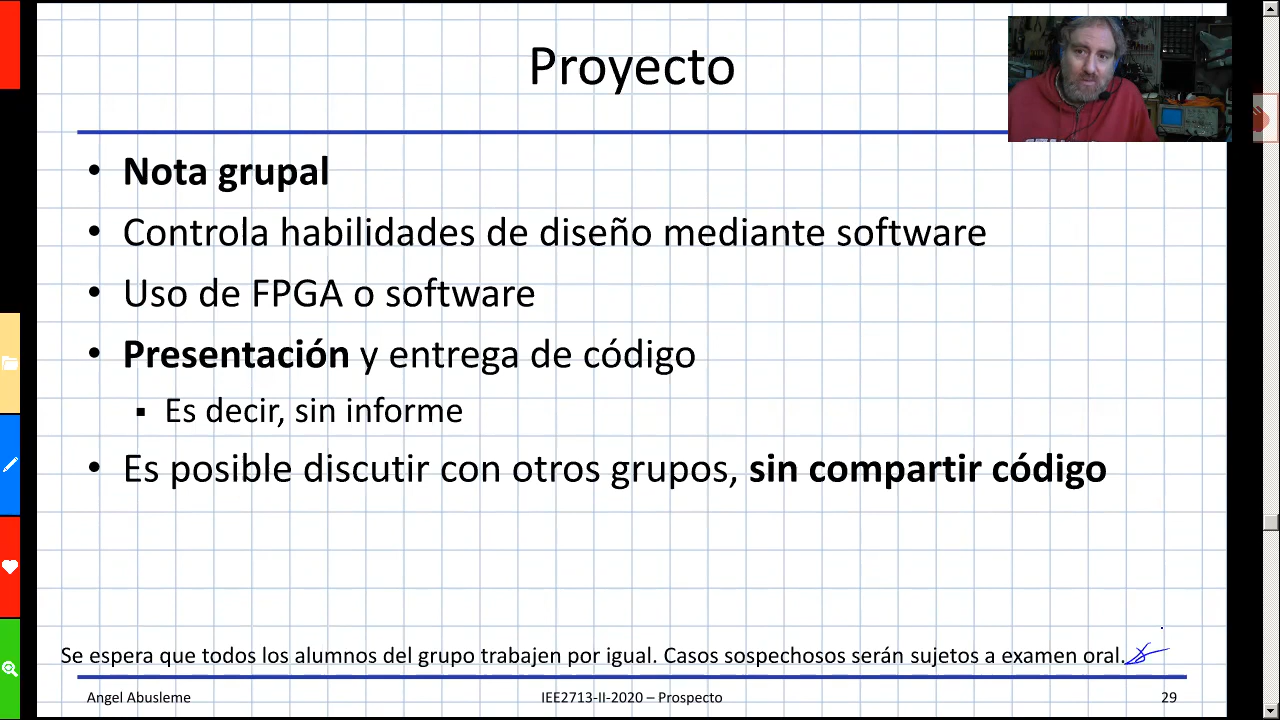 Proyecto
• Nota grupal
• Controla habilidades de diseño mediante software
• Uso de FPGA o software
• Presentación y entrega de código
▪ Es decir, sin informe
• Es posible discutir con otros grupos, sin compartir código
Se espera que todos los alumnos del grupo trabajen por igual. Casos sospechosos serán sujetos a examen oral.
Angel Abusleme
IEE2713-II-2020 – Prospecto
29